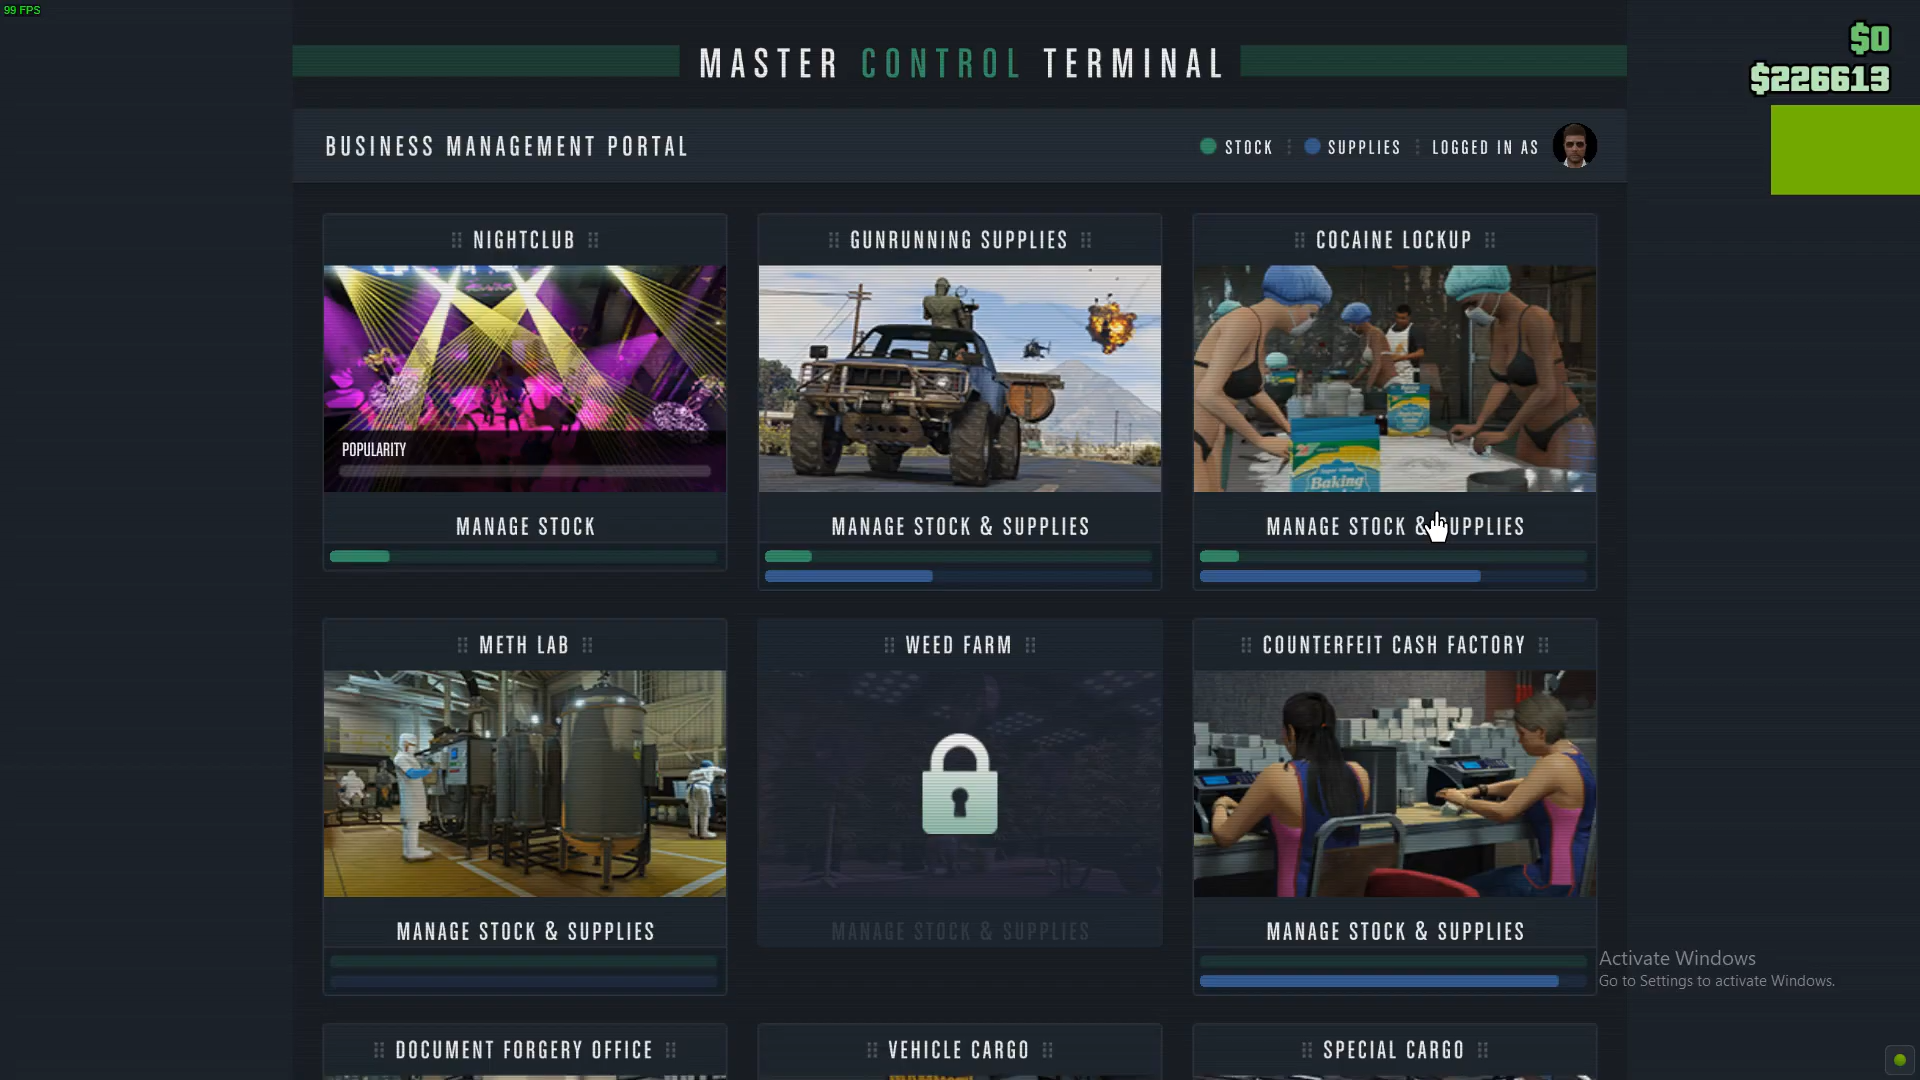 99 FPS
$0
$226613
MASTER CONTROL TERMINAL
BUSINESS MANAGEMENT PORTAL
STOCK
SUPPLIES
LOGGED IN AS
NIGHTCLUB
GUNRUNNING SUPPLIES
COCAINE LOCKUP
POPULARITY
Baking
MANAGE STOCK
MANAGE STOCK & SUPPLIES
MANAGE STOCK & SUPPLIES
METH LAB
WEED FARM
COUNTERFEIT CASH FACTORY
MANAGE STOCK & SUPPLIES
MANAGE STOCK & SUPPLIES
MANAGE STOCK & SUPPLIES
Activate Windows
Go to Settings to activate Windows.
DOCUMENT FORGERY OFFICE
VEHICLE CARGO
SPECIAL CARGO